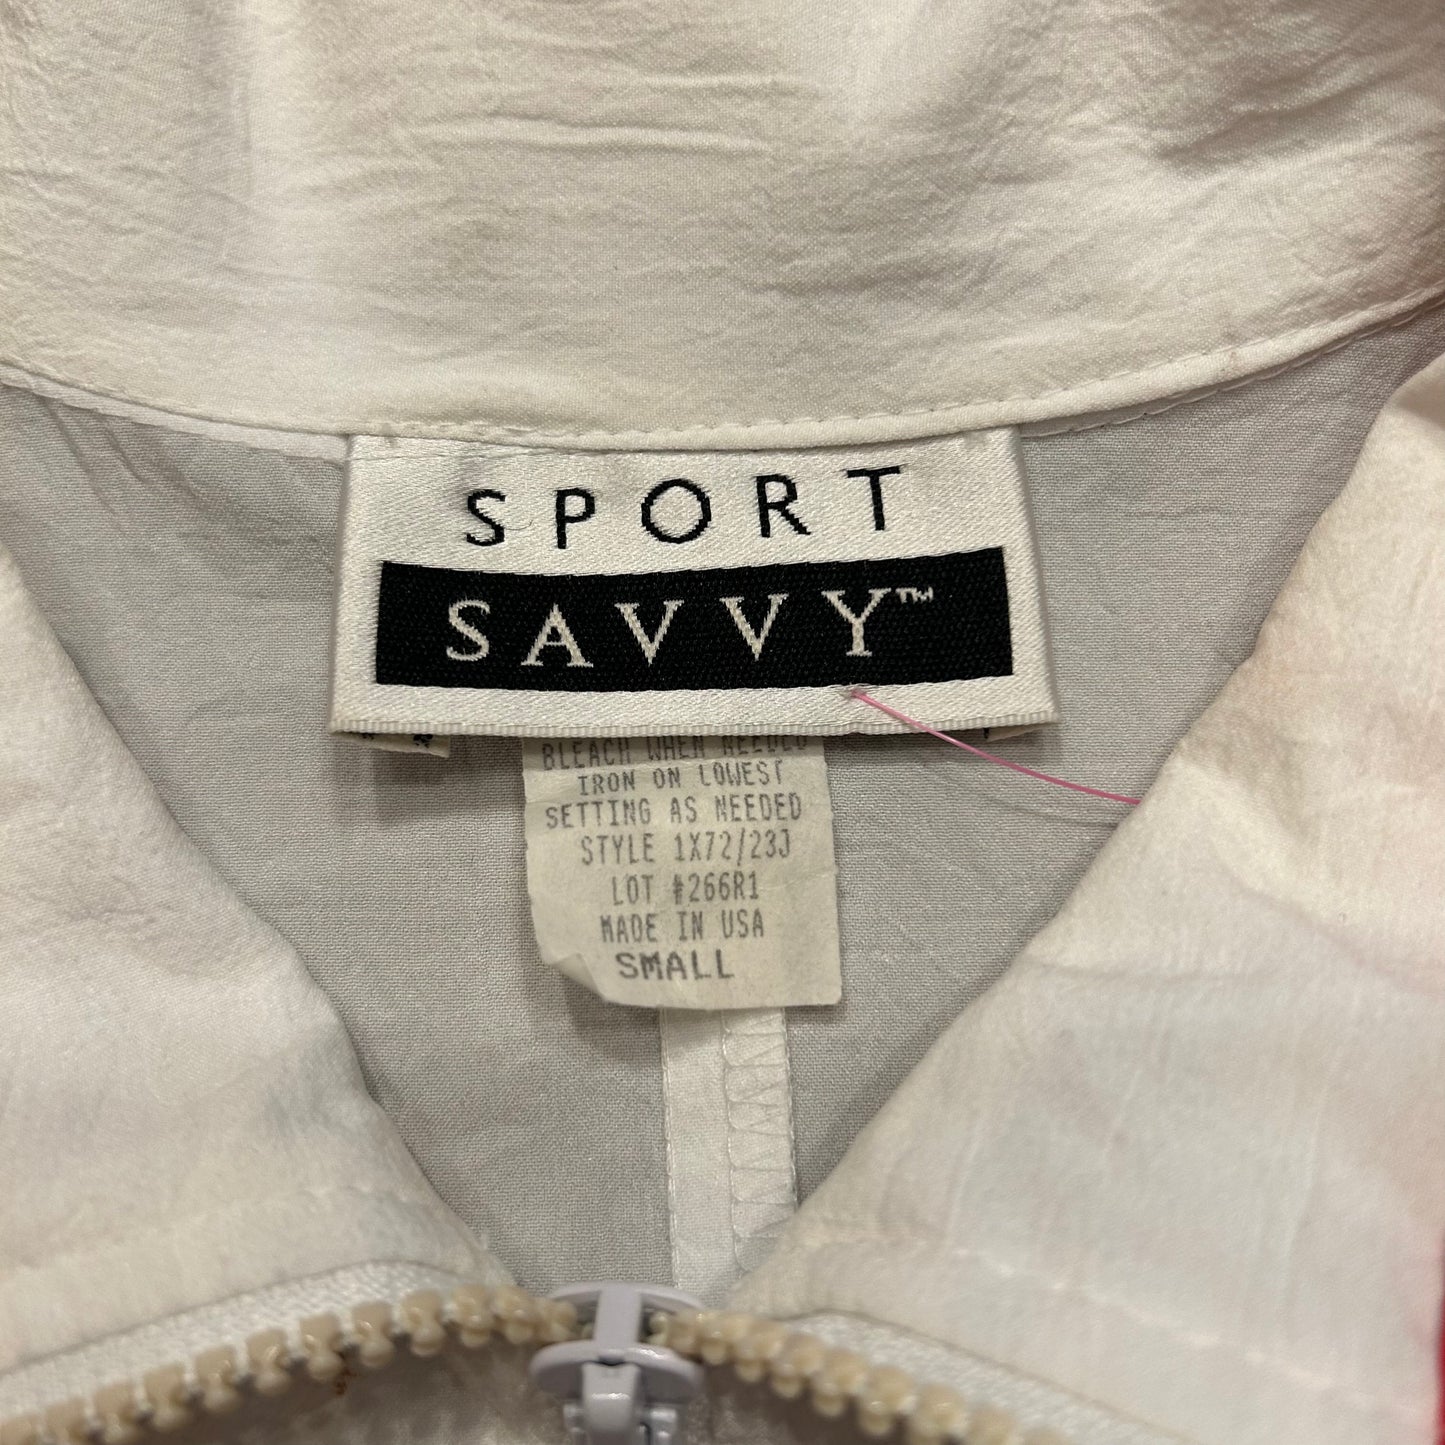 SPORT
SAVVY™
BLEACH WHEN NEEDED
IRON ON LOWEST
SETTING AS NEEDED
STYLE 1X72/23J
LOT #266R1
MADE IN USA
SMALL